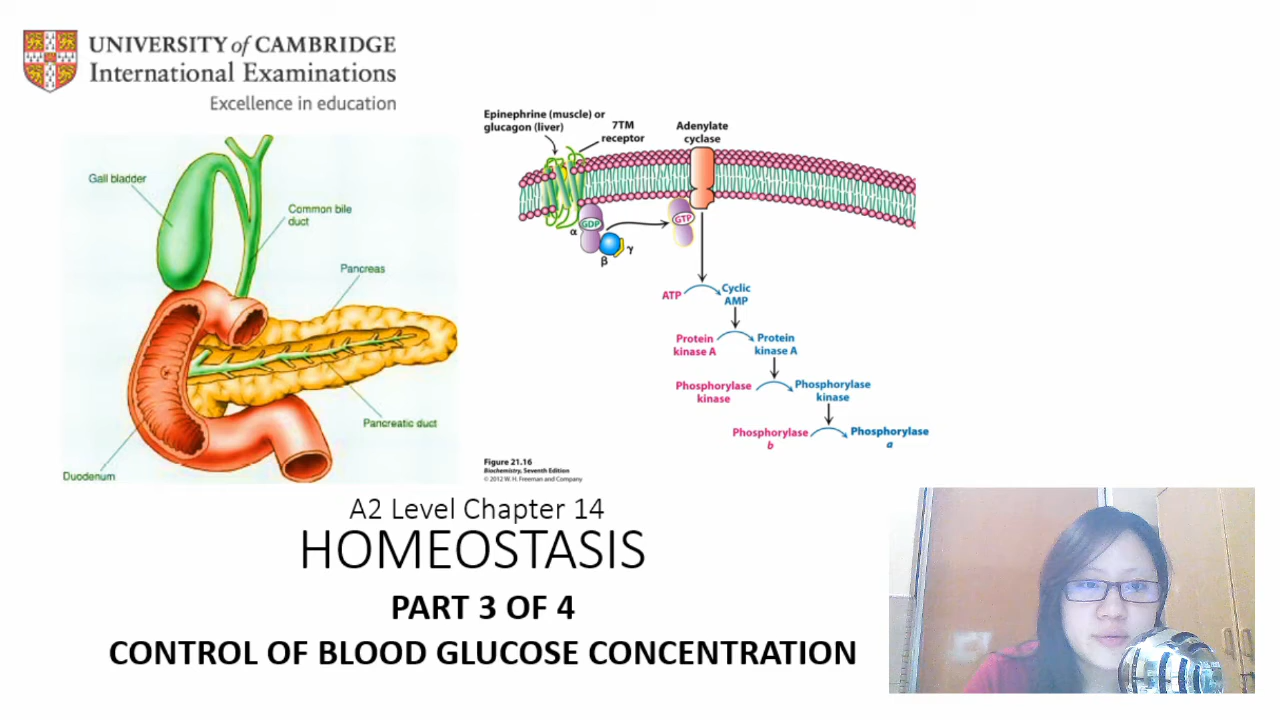 UNIVERSITY of CAMBRIDGE
International Examinations
Excellence in education
Gall bladder
Common bile
duct
Pancreas
Pancreatic duct
Duodenum
Epinephrine (muscle) or
glucagon (liver)
7TM
receptor
Adenylate
cyclase
GDP
GTP
α
β
γ
ATP
Cyclic
AMP
Protein
kinase A
Protein
kinase A
Phosphorylase
kinase
Phosphorylase
kinase
Phosphorylase
b
Phosphorylase
a
Figure 21.16
Biochemistry, Seventh Edition
© 2012 W. H. Freeman and Company
A2 Level Chapter 14
HOMEOSTASIS
PART 3 OF 4
CONTROL OF BLOOD GLUCOSE CONCENTRATION